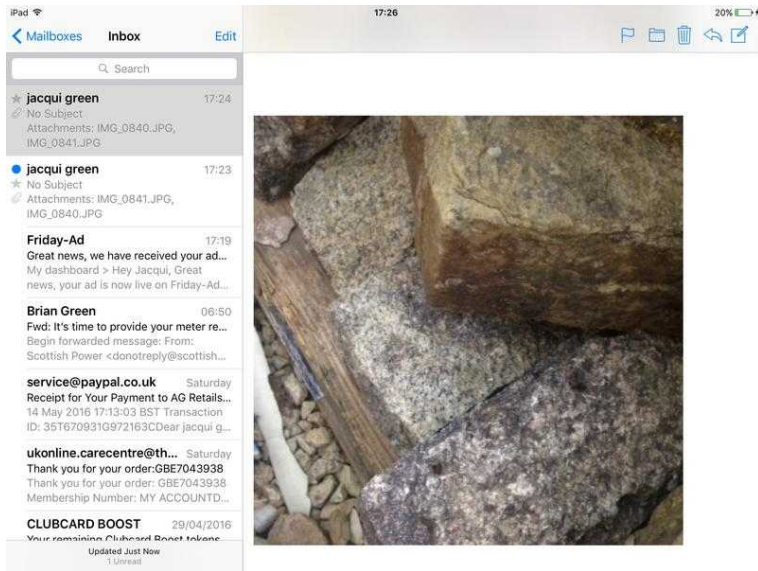 iPad 17:26 20%
Mailboxes Inbox Edit
Search
jacqui green 17:24
No Subject
Attachments: IMG_0840.JPG,
IMG_0841.JPG
jacqui green 17:23
No Subject
Attachments: IMG_0841.JPG,
IMG_0840.JPG
Friday-Ad 17:19
Great news, we have received your ad...
My dashboard > Hey Jacqui, Great
news, your ad is now live on Friday-Ad...
Brian Green 06:50
Fwd: It's time to provide your meter re...
Begin forwarded message: From:
Scottish Power <donotreply@scottish...
service@paypal.co.uk Saturday
Receipt for Your Payment to AG Retails...
14 May 2016 17:13:03 BST Transaction
ID: 35T670931G972163CDear jacqui g...
ukonline.carecentre@th... Saturday
Thank you for your order:GBE7043938
Thank you for your order: GBE7043938
Membership Number: MY ACCOUNTD...
CLUBCARD BOOST 29/04/2016
Your remaining Clubcard Boost tokens
Updated Just Now
1 Unread